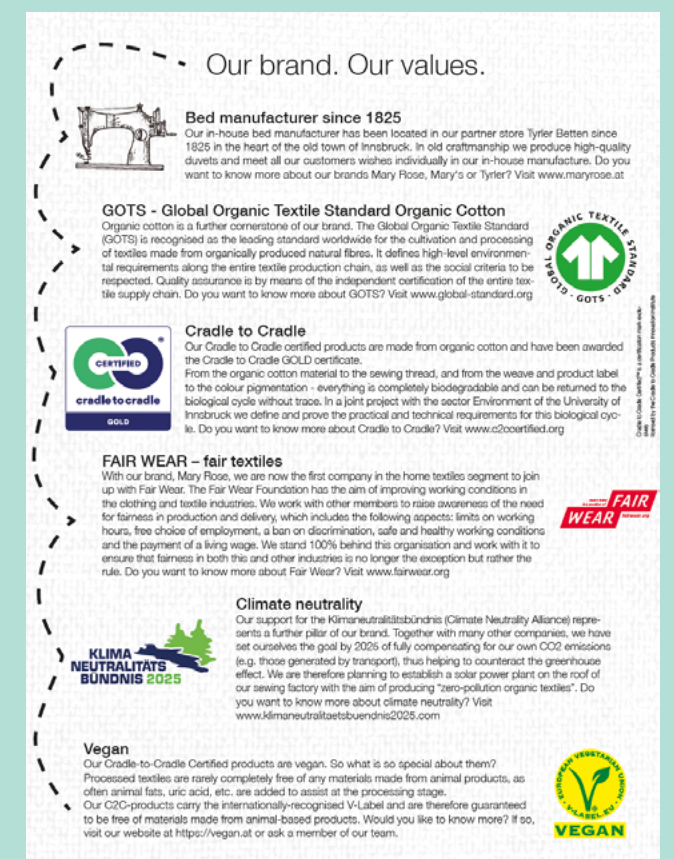 Our brand. Our values.
Bed manufacturer since 1825
Our in-house bed manufacturer has been located in our partner store Tyrler Betten since
1825 in the heart of the old town of Innsbruck. In old craftmanship we produce high-quality
duvets and meet all our customers wishes individually in our in-house manufacture. Do you
want to know more about our brands Mary Rose, Mary's or Tyrler? Visit www.maryrose.at
GOTS - Global Organic Textile Standard Organic Cotton
Organic cotton is a further cornerstone of our brand. The Global Organic Textile Standard
(GOTS) is recognised as the leading standard worldwide for the cultivation and processing
of textiles made from organically produced natural fibres. It defines high-level environmen-
tal requirements along the entire textile production chain, as well as the social criteria to be
respected. Quality assurance is by means of the independent certification of the entire tex-
tile supply chain. Do you want to know more about GOTS? Visit www.global-standard.org
GLOBAL ORGANIC TEXTILE STANDARD
· GOTS ·
CERTIFIED
®
cradletocradle
GOLD
Cradle to Cradle
Our Cradle to Cradle certified products are made from organic cotton and have been awarded
the Cradle to Cradle GOLD certificate.
From the organic cotton material to the sewing thread, and from the weave and product label
to the colour pigmentation - everything is completely biodegradable and can be returned to the
biological cycle without trace. In a joint project with the sector Environment of the University of
Innsbruck we define and prove the practical and technical requirements for this biological cyc-
le. Do you want to know more about Cradle to Cradle? Visit www.c2ccertified.org
Cradle to Cradle Certified™ is a certification mark exclu-
sively
licensed by the Cradle to Cradle Products Innovation Institute
FAIR WEAR – fair textiles
With our brand, Mary Rose, we are now the first company in the home textiles segment to join
up with Fair Wear. The Fair Wear Foundation has the aim of improving working conditions in
the clothing and textile industries. We work with other members to raise awareness of the need
for fairness in production and delivery, which includes the following aspects: limits on working
hours, free choice of employment, a ban on discrimination, safe and healthy working conditions
and the payment of a living wage. We stand 100% behind this organisation and work with it to
ensure that fairness in both this and other industries is no longer the exception but rather the
rule. Do you want to know more about Fair Wear? Visit www.fairwear.org
FAIR
WEAR
Climate neutrality
Our support for the Klimaneutralitätsbündnis (Climate Neutrality Alliance) repre-
sents a further pillar of our brand. Together with many other companies, we have
set ourselves the goal by 2025 of fully compensating for our own CO2 emissions
(e.g. those generated by transport), thus helping to counteract the greenhouse
effect. We are therefore planning to establish a solar power plant on the roof of
our sewing factory with the aim of producing "zero-pollution organic textiles". Do
you want to know more about climate neutrality? Visit
www.klimaneutralitaetsbuendnis2025.com
KLIMA
NEUTRALITÄTS
BÜNDNIS 2025
Vegan
Our Cradle-to-Cradle Certified products are vegan. So what is so special about them?
Processed textiles are rarely completely free of any materials made from animal products, as
often animal fats, uric acid, etc. are added to assist at the processing stage.
Our C2C-products carry the internationally-recognised V-Label and are therefore guaranteed
to be free of materials made from animal-based products. Would you like to know more? If so,
visit our website at https://vegan.at or ask a member of our team.
EUROPEAN VEGETARIAN UNION
· V-LABEL.EU ·
VEGAN